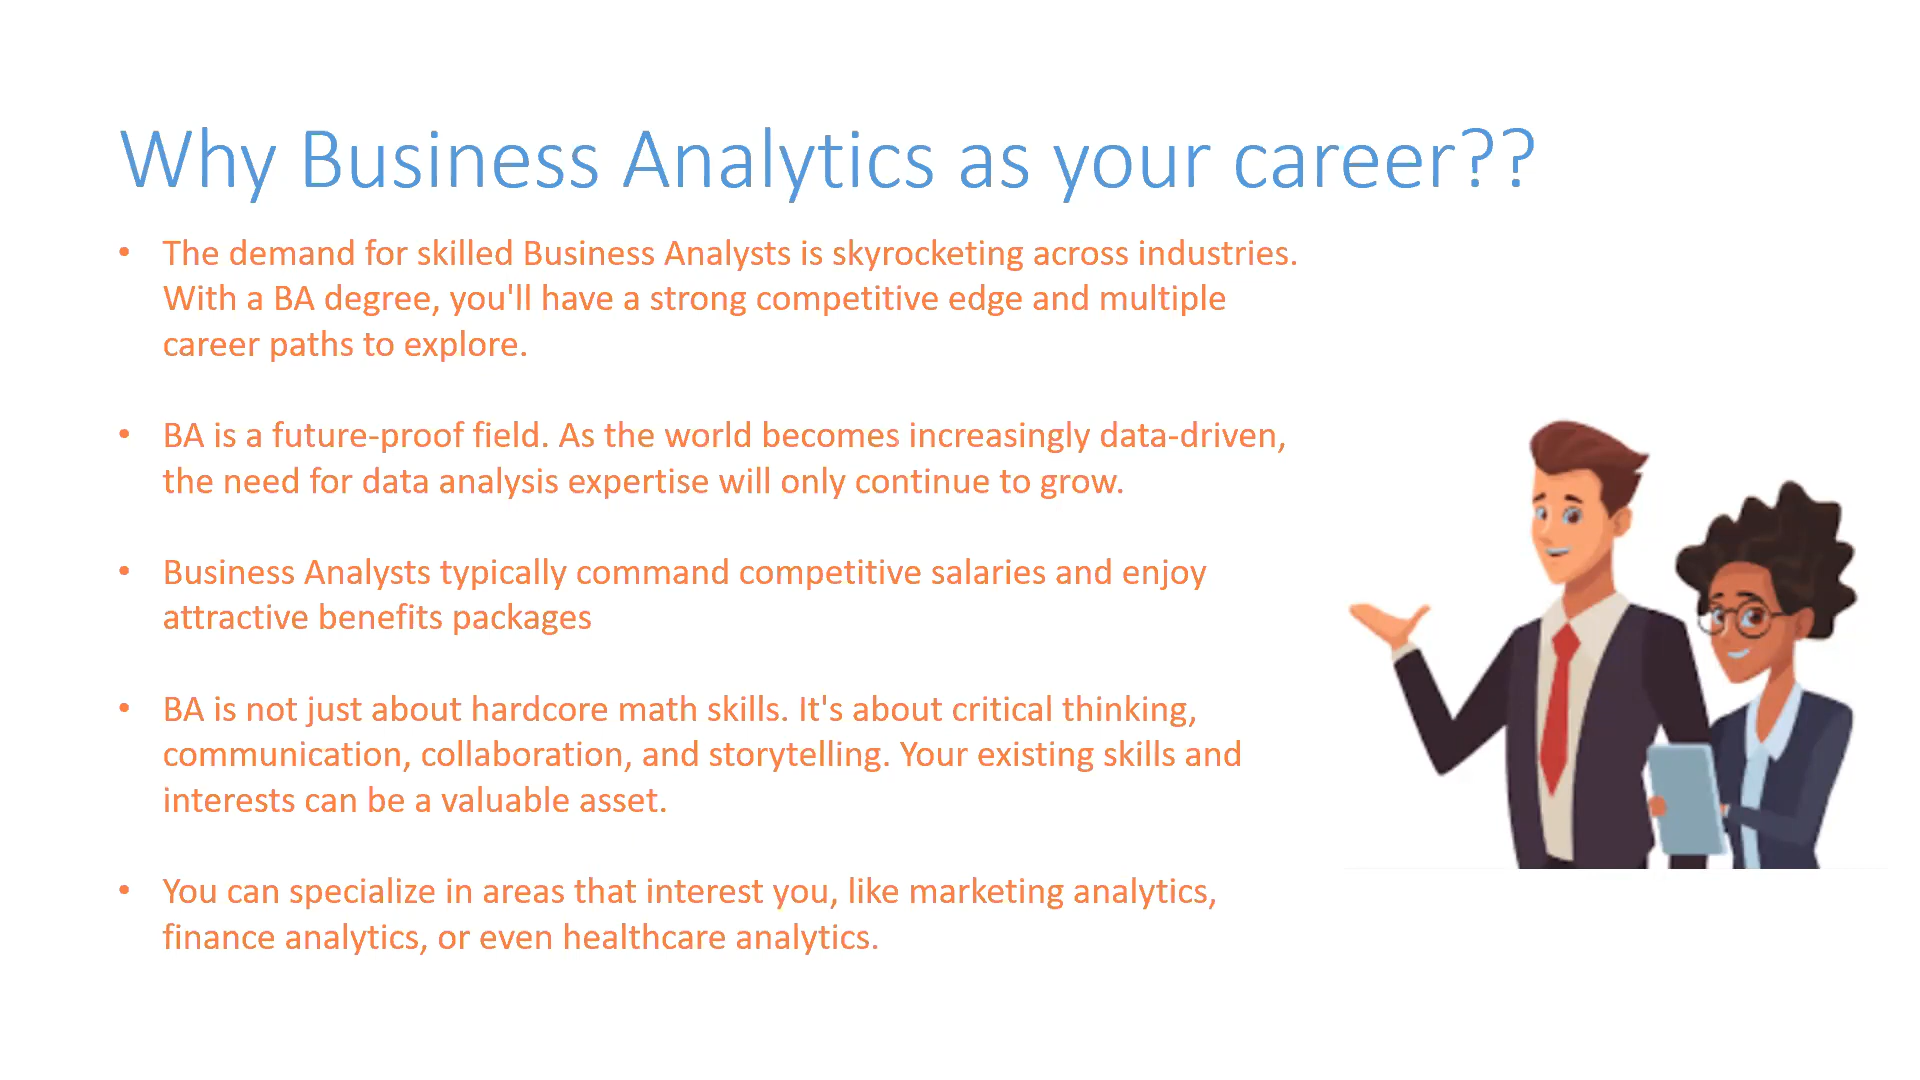 Why Business Analytics as your career??
• The demand for skilled Business Analysts is skyrocketing across industries.
With a BA degree, you'll have a strong competitive edge and multiple
career paths to explore.
• BA is a future-proof field. As the world becomes increasingly data-driven,
the need for data analysis expertise will only continue to grow.
• Business Analysts typically command competitive salaries and enjoy
attractive benefits packages
• BA is not just about hardcore math skills. It's about critical thinking,
communication, collaboration, and storytelling. Your existing skills and
interests can be a valuable asset.
• You can specialize in areas that interest you, like marketing analytics,
finance analytics, or even healthcare analytics.